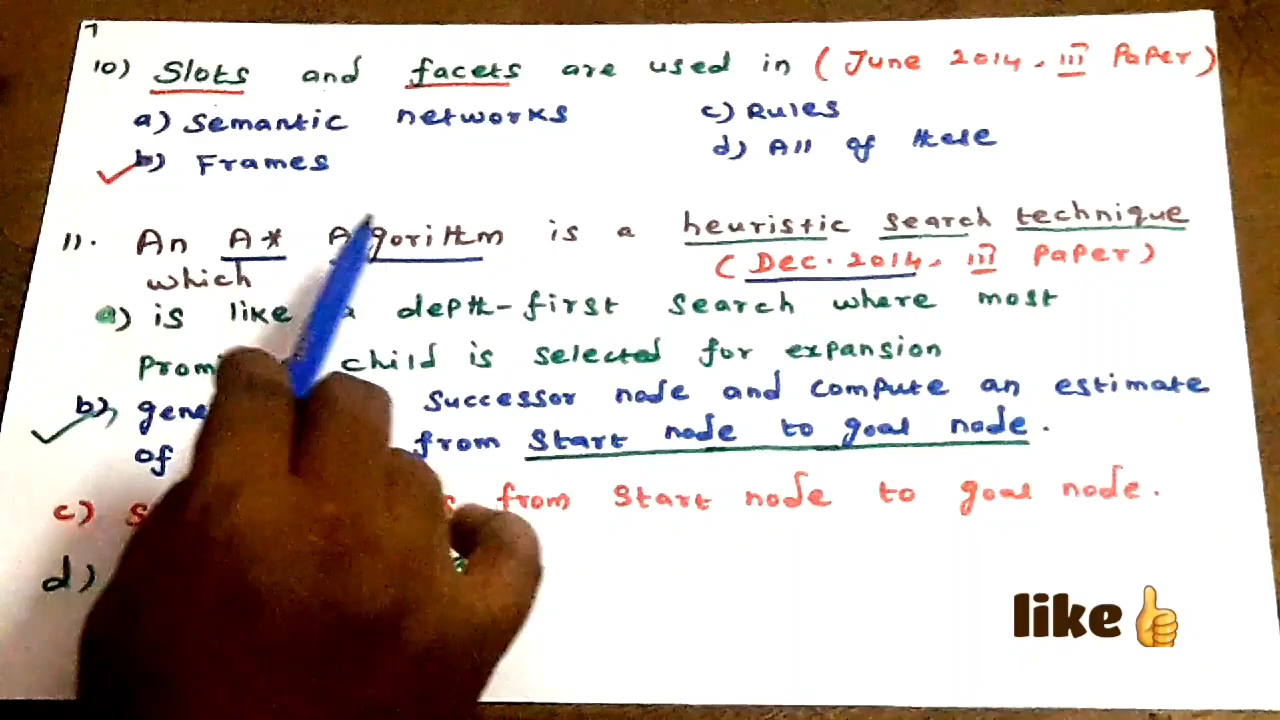 7
10) Slots and facets are used in (June 2014, III Paper)
a) Semantic networks c) Rules
b) Frames d) All of these
11. An A* Algorithm is a heuristic search technique
which (Dec. 2014, III Paper)
a) is like depth-first search where most
child is selected for expansion
b) successor node and compute an estimate
of from start node to goal node.
c) from start node to goal node.
d)
like